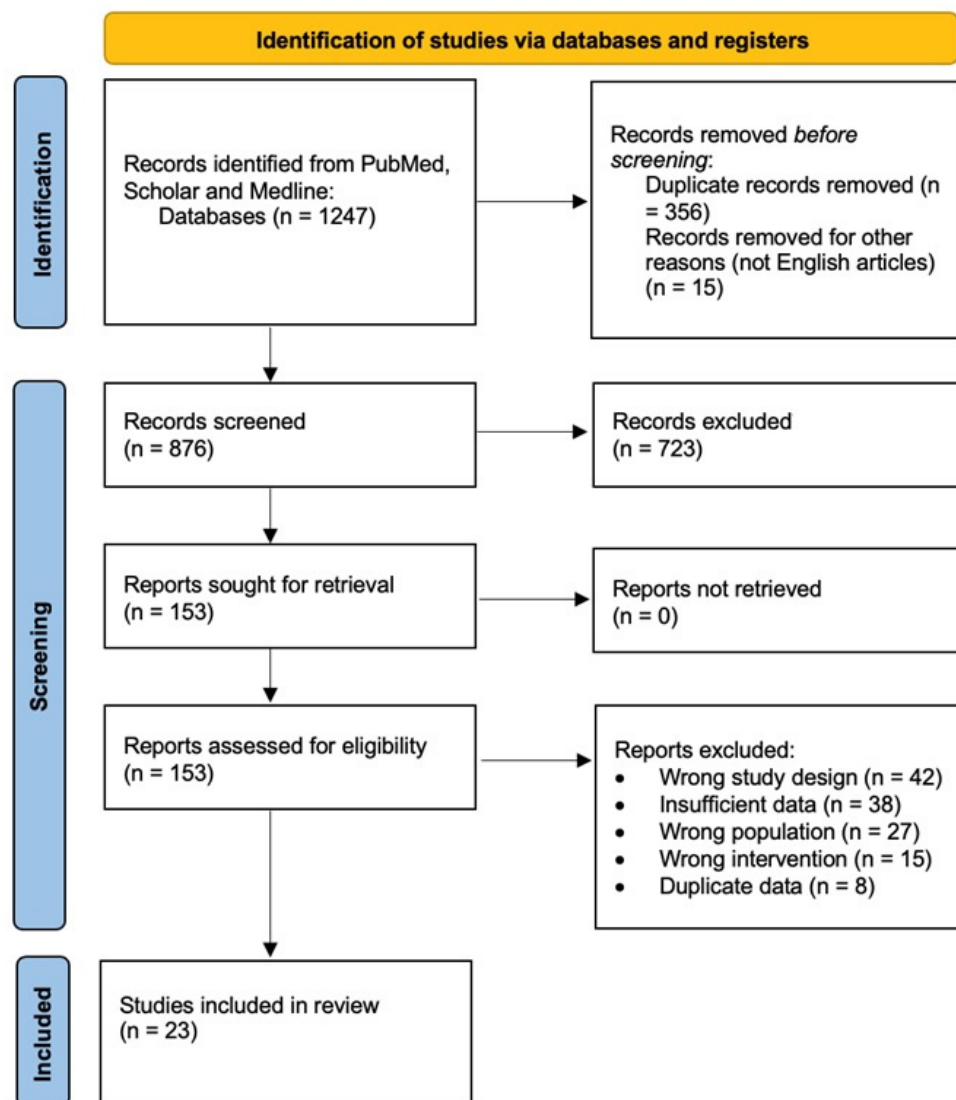 Identification of studies via databases and registers
Identification
Records identified from PubMed,
Scholar and Medline:
Databases (n = 1247)
Records removed before
screening:
Duplicate records removed (n
= 356)
Records removed for other
reasons (not English articles)
(n = 15)
Screening
Records screened
(n = 876)
Records excluded
(n = 723)
Reports sought for retrieval
(n = 153)
Reports not retrieved
(n = 0)
Reports assessed for eligibility
(n = 153)
Reports excluded:
• Wrong study design (n = 42)
• Insufficient data (n = 38)
• Wrong population (n = 27)
• Wrong intervention (n = 15)
• Duplicate data (n = 8)
Included
Studies included in review
(n = 23)